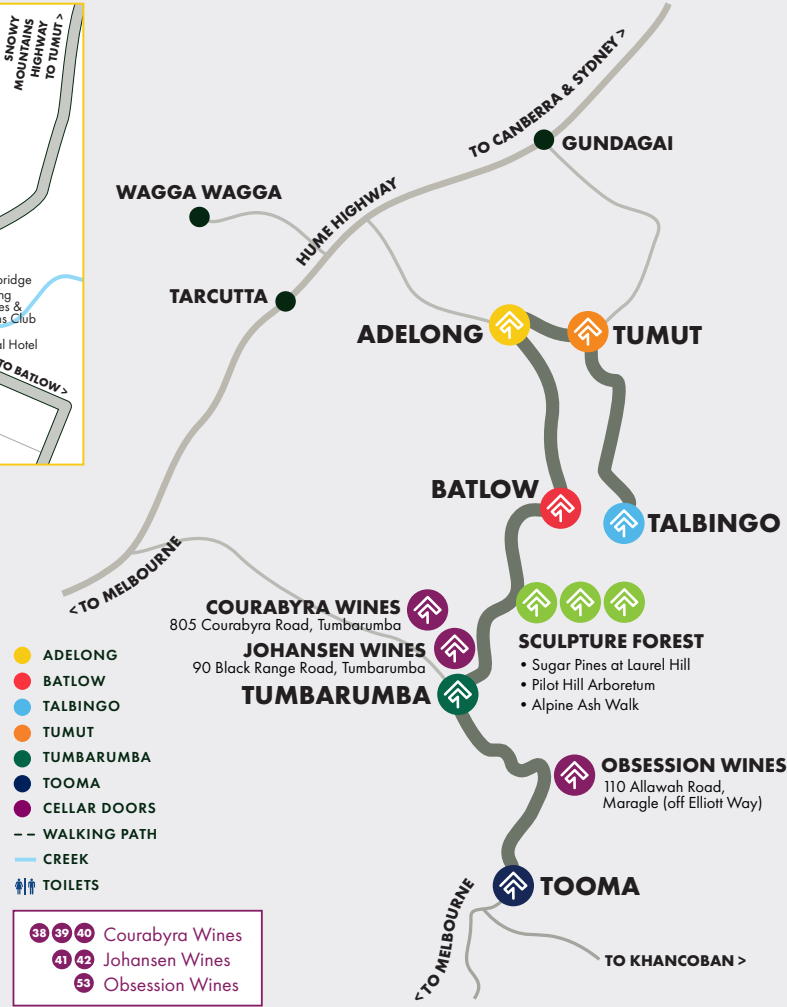 SNOWY
MOUNTAINS
HIGHWAY
TO TUMUT >
TO CANBERRA & SYDNEY >
GUNDAGAI
WAGGA WAGGA
HUME HIGHWAY
TARCUTTA
ADELONG
TUMUT
TO BATLOW >
BATLOW
TALBINGO
< TO MELBOURNE
COURABYRA WINES
805 Courabyra Road, Tumbarumba
JOHANSEN WINES
90 Black Range Road, Tumbarumba
TUMBARUMBA
SCULPTURE FOREST
• Sugar Pines at Laurel Hill
• Pilot Hill Arboretum
• Alpine Ash Walk
OBSESSION WINES
110 Allawah Road,
Maragle (off Elliott Way)
TOOMA
< TO MELBOURNE
TO KHANCOBAN >
ADELONG
BATLOW
TALBINGO
TUMUT
TUMBARUMBA
TOOMA
CELLAR DOORS
WALKING PATH
CREEK
TOILETS
38 39 40 Courabyra Wines
41 42 Johansen Wines
53 Obsession Wines